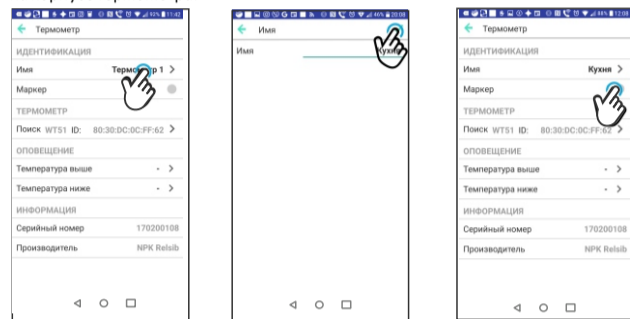 11:42
Термометр
ИДЕНТИФИКАЦИЯ
Имя
Маркер
ТЕРМОМЕТР
Поиск WT51 ID: 80:30:DC:0C:FF:62
ОПОВЕЩЕНИЕ
Температура выше -
Температура ниже -
ИНФОРМАЦИЯ
Серийный номер 170200108
Производитель NPK Relsib
Имя
Имя
Термометр
ИДЕНТИФИКАЦИЯ
Имя Кухня
Маркер
ТЕРМОМЕТР
Поиск WT51 ID: 80:30:DC:0C:FF:62
ОПОВЕЩЕНИЕ
Температура выше -
Температура ниже -
ИНФОРМАЦИЯ
Серийный номер 170200108
Производитель NPK Relsib